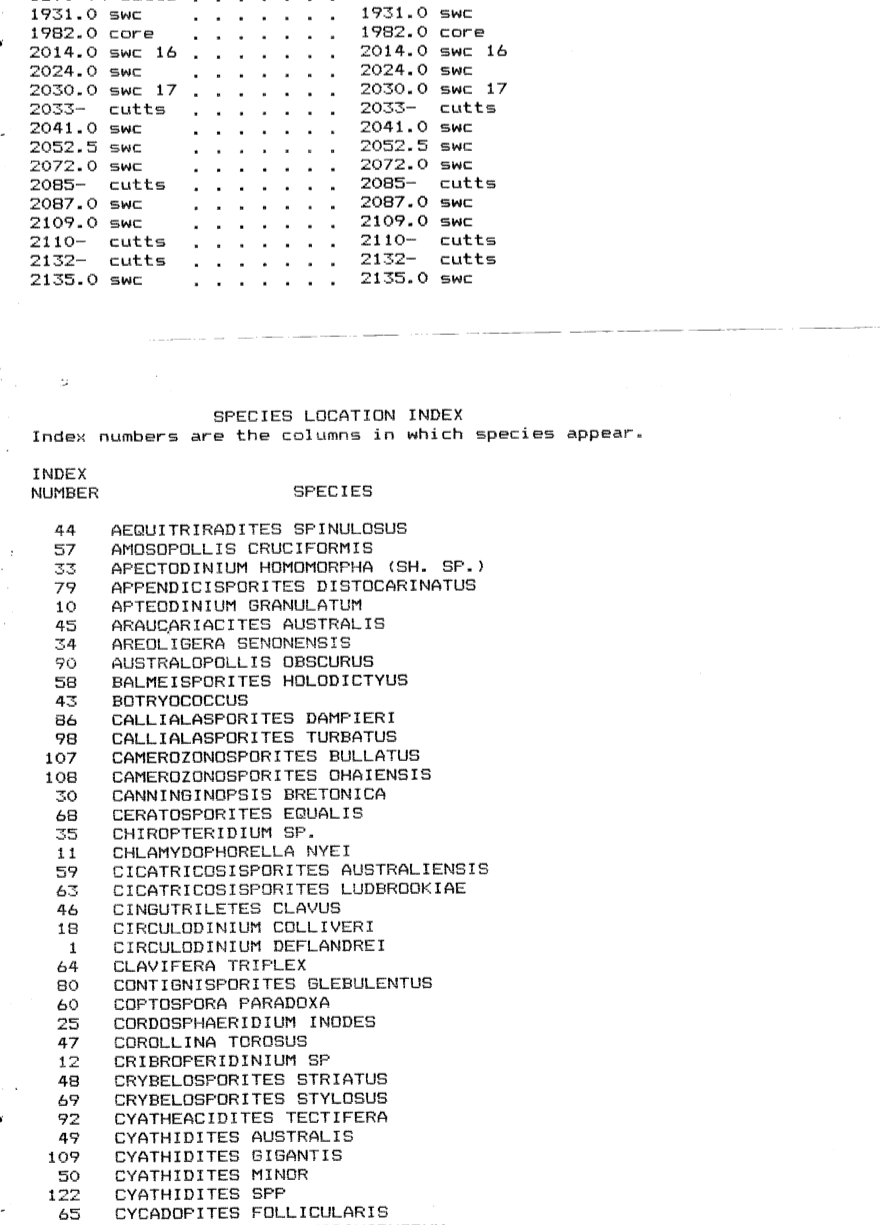 1931.0 swc . . . . . . . 1931.0 swc
1982.0 core . . . . . . . 1982.0 core
2014.0 swc 16 . . . . . . . 2014.0 swc 16
2024.0 swc . . . . . . . 2024.0 swc
2030.0 swc 17 . . . . . . . 2030.0 swc 17
2033- cutts . . . . . . . 2033- cutts
2041.0 swc . . . . . . . 2041.0 swc
2052.5 swc . . . . . . . 2052.5 swc
2072.0 swc . . . . . . . 2072.0 swc
2085- cutts . . . . . . . 2085- cutts
2087.0 swc . . . . . . . 2087.0 swc
2109.0 swc . . . . . . . 2109.0 swc
2110- cutts . . . . . . . 2110- cutts
2132- cutts . . . . . . . 2132- cutts
2135.0 swc . . . . . . . 2135.0 swc
SPECIES LOCATION INDEX
Index numbers are the columns in which species appear.
INDEX
NUMBER SPECIES
44 AEQUITRIRADITES SPINULOSUS
57 AMOSOPOLLIS CRUCIFORMIS
33 APECTODINIUM HOMOMORPHA (SH. SP.)
79 APPENDICISPORITES DISTOCARINATUS
10 APTEODINIUM GRANULATUM
45 ARAUCARIACITES AUSTRALIS
34 AREOLIGERA SENONENSIS
90 AUSTRALOPOLLIS OBSCURUS
58 BALMEISPORITES HOLODICTYUS
43 BOTRYOCOCCUS
86 CALLIALASPORITES DAMPIERI
98 CALLIALASPORITES TURBATUS
107 CAMEROZONOSPORITES BULLATUS
108 CAMEROZONOSPORITES OHAIENSIS
30 CANNINGINOPSIS BRETONICA
68 CERATOSPORITES EQUALIS
35 CHIROPTERIDIUM SP.
11 CHLAMYDOPHORELLA NYEI
59 CICATRICOSISPORITES AUSTRALIENSIS
63 CICATRICOSISPORITES LUDBROOKIAE
46 CINGUTRILETES CLAVUS
18 CIRCULODINIUM COLLIVERI
1 CIRCULODINIUM DEFLANDREI
64 CLAVIFERA TRIPLEX
80 CONTIGNISPORITES GLEBULENTUS
60 COPTOSPORA PARADOXA
25 CORDOSPHAERIDIUM INODES
47 COROLLINA TOROSUS
12 CRIBROPERIDINIUM SP
48 CRYBELOSPORITES STRIATUS
69 CRYBELOSPORITES STYLOSUS
92 CYATHEACIDITES TECTIFERA
49 CYATHIDITES AUSTRALIS
109 CYATHIDITES GIGANTIS
50 CYATHIDITES MINOR
122 CYATHIDITES SPP
65 CYCADOPITES FOLLICULARIS